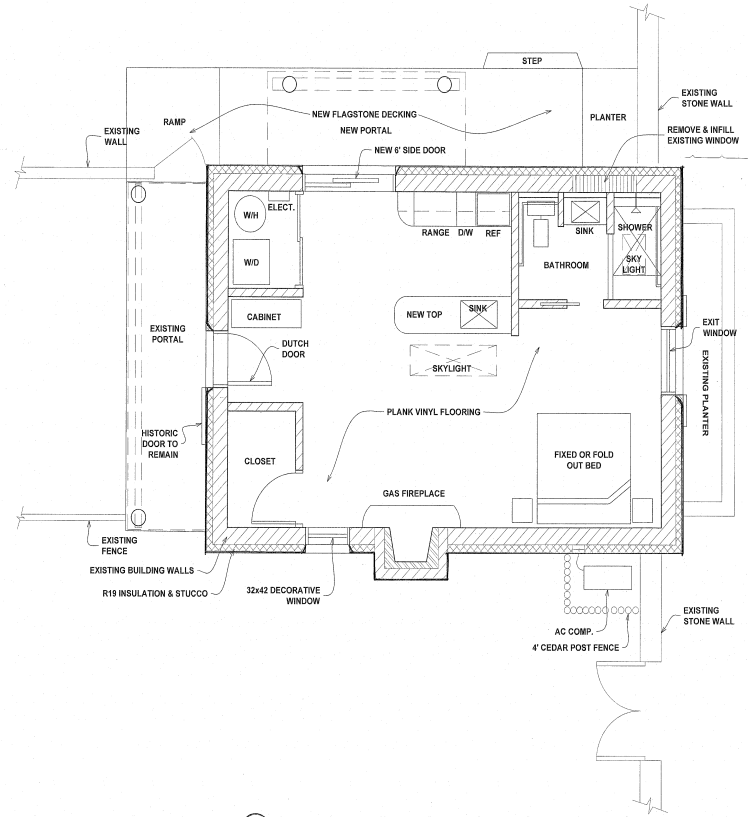 STEP
EXISTING
STONE WALL
RAMP
NEW FLAGSTONE DECKING
PLANTER
EXISTING
WALL
NEW PORTAL
REMOVE & INFILL
EXISTING WINDOW
NEW 6' SIDE DOOR
ELECT.
W/H
RANGE D/W REF
SINK
SHOWER
SKY
LIGHT
W/D
BATHROOM
CABINET
NEW TOP
SINK
EXISTING
PORTAL
EXIT
WINDOW
DUTCH
DOOR
SKYLIGHT
EXISTING PLANTER
PLANK VINYL FLOORING
HISTORIC
DOOR TO
REMAIN
CLOSET
FIXED OR FOLD
OUT BED
GAS FIREPLACE
EXISTING
FENCE
EXISTING BUILDING WALLS
R19 INSULATION & STUCCO
32x42 DECORATIVE
WINDOW
AC COMP.
4' CEDAR POST FENCE
EXISTING
STONE WALL